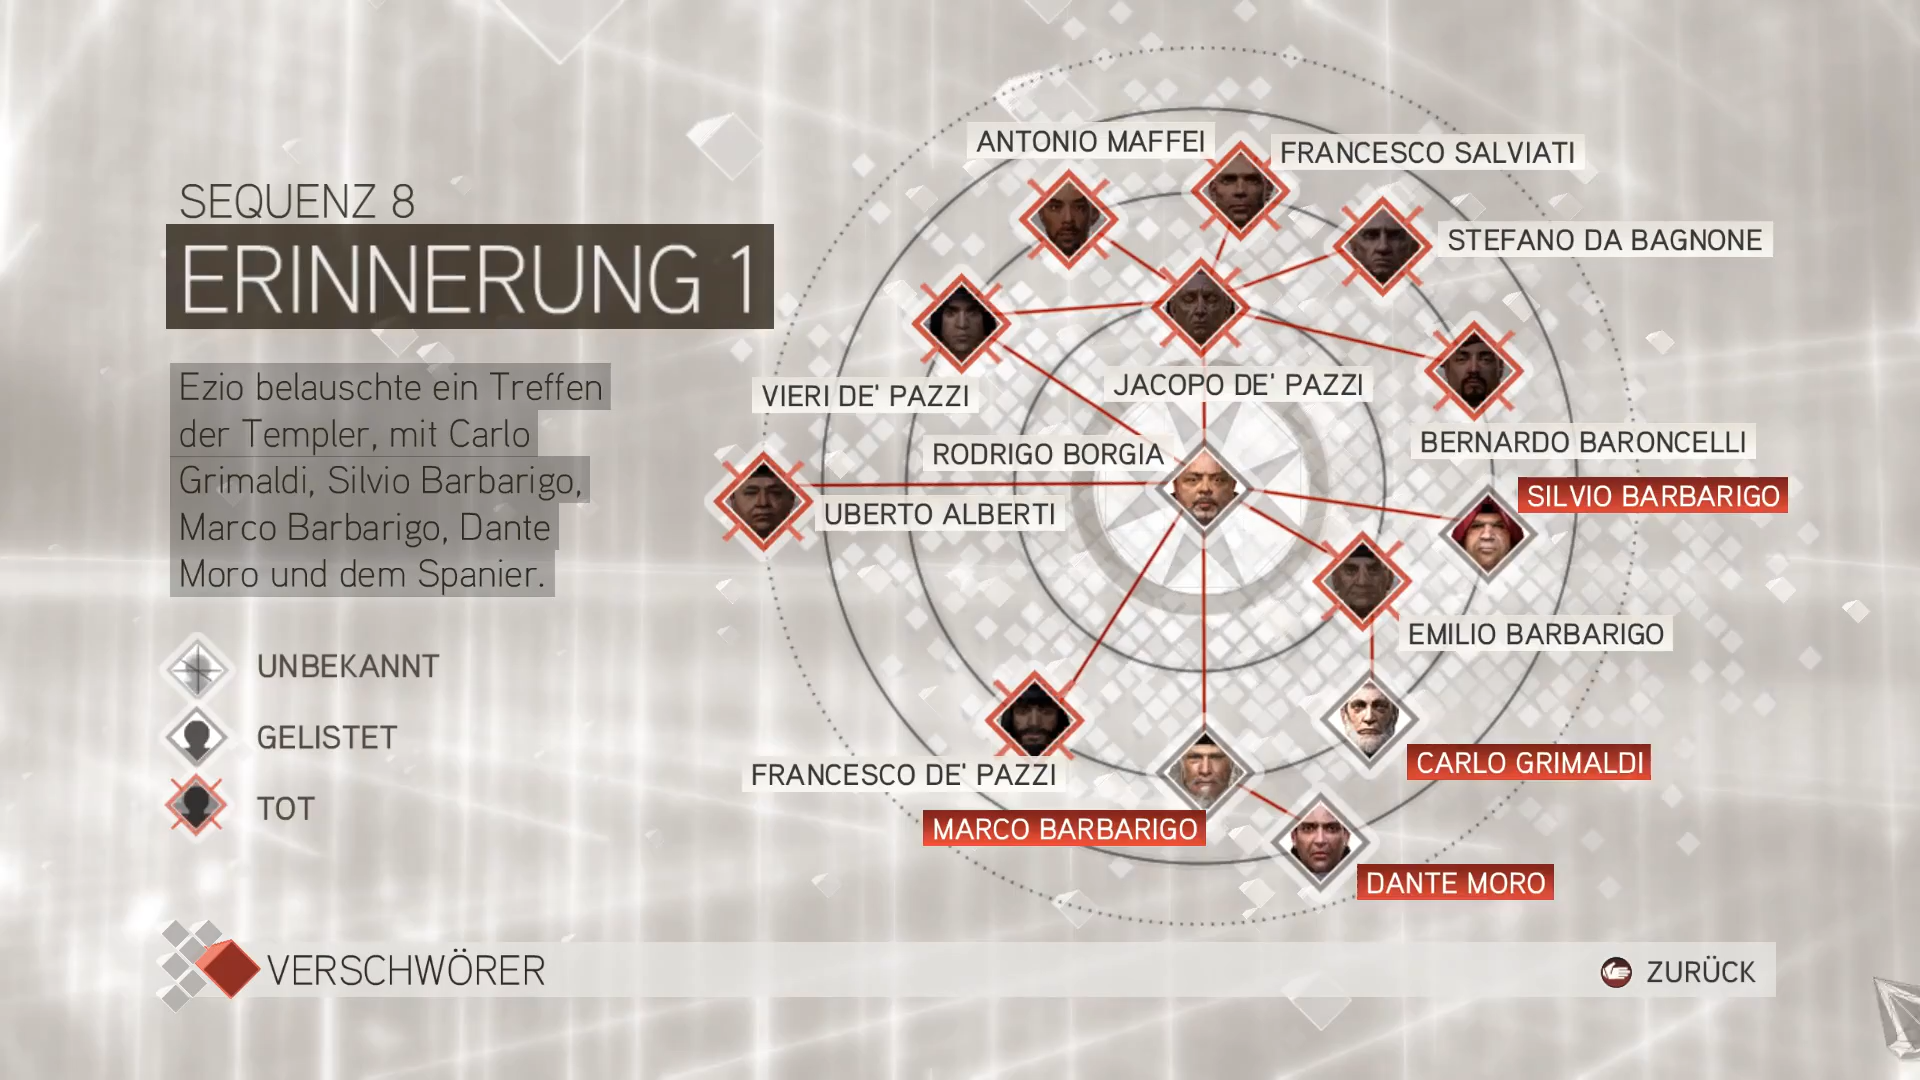 SEQUENZ 8
ERINNERUNG 1
Ezio belauschte ein Treffen
der Templer, mit Carlo
Grimaldi, Silvio Barbarigo,
Marco Barbarigo, Dante
Moro und dem Spanier.
UNBEKANNT
GELISTET
TOT
ANTONIO MAFFEI
FRANCESCO SALVIATI
STEFANO DA BAGNONE
VIERI DE' PAZZI
JACOPO DE' PAZZI
BERNARDO BARONCELLI
RODRIGO BORGIA
SILVIO BARBARIGO
UBERTO ALBERTI
EMILIO BARBARIGO
CARLO GRIMALDI
FRANCESCO DE' PAZZI
MARCO BARBARIGO
DANTE MORO
VERSCHWÖRER
ZURÜCK